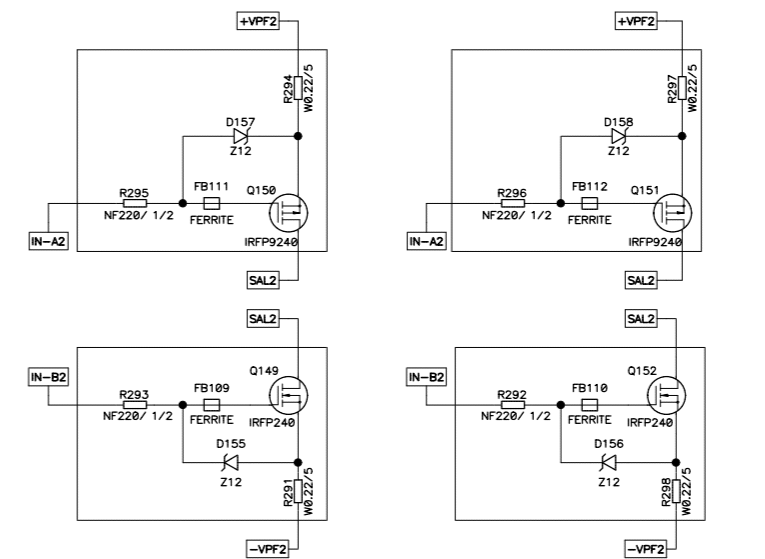 +VPF2
R294
W0.22/5
D157
Z12
R295
NF220/ 1/2
FB111
FERRITE
Q150
IRFP9240
IN-A2
SAL2
+VPF2
R297
W0.22/5
D158
Z12
R296
NF220/ 1/2
FB112
FERRITE
Q151
IRFP9240
IN-A2
SAL2
SAL2
IN-B2
Q149
R293
NF220/ 1/2
FB109
FERRITE
IRFP240
D155
Z12
R291
W0.22/5
-VPF2
SAL2
IN-B2
Q152
R292
NF220/ 1/2
FB110
FERRITE
IRFP240
D156
Z12
R298
W0.22/5
-VPF2